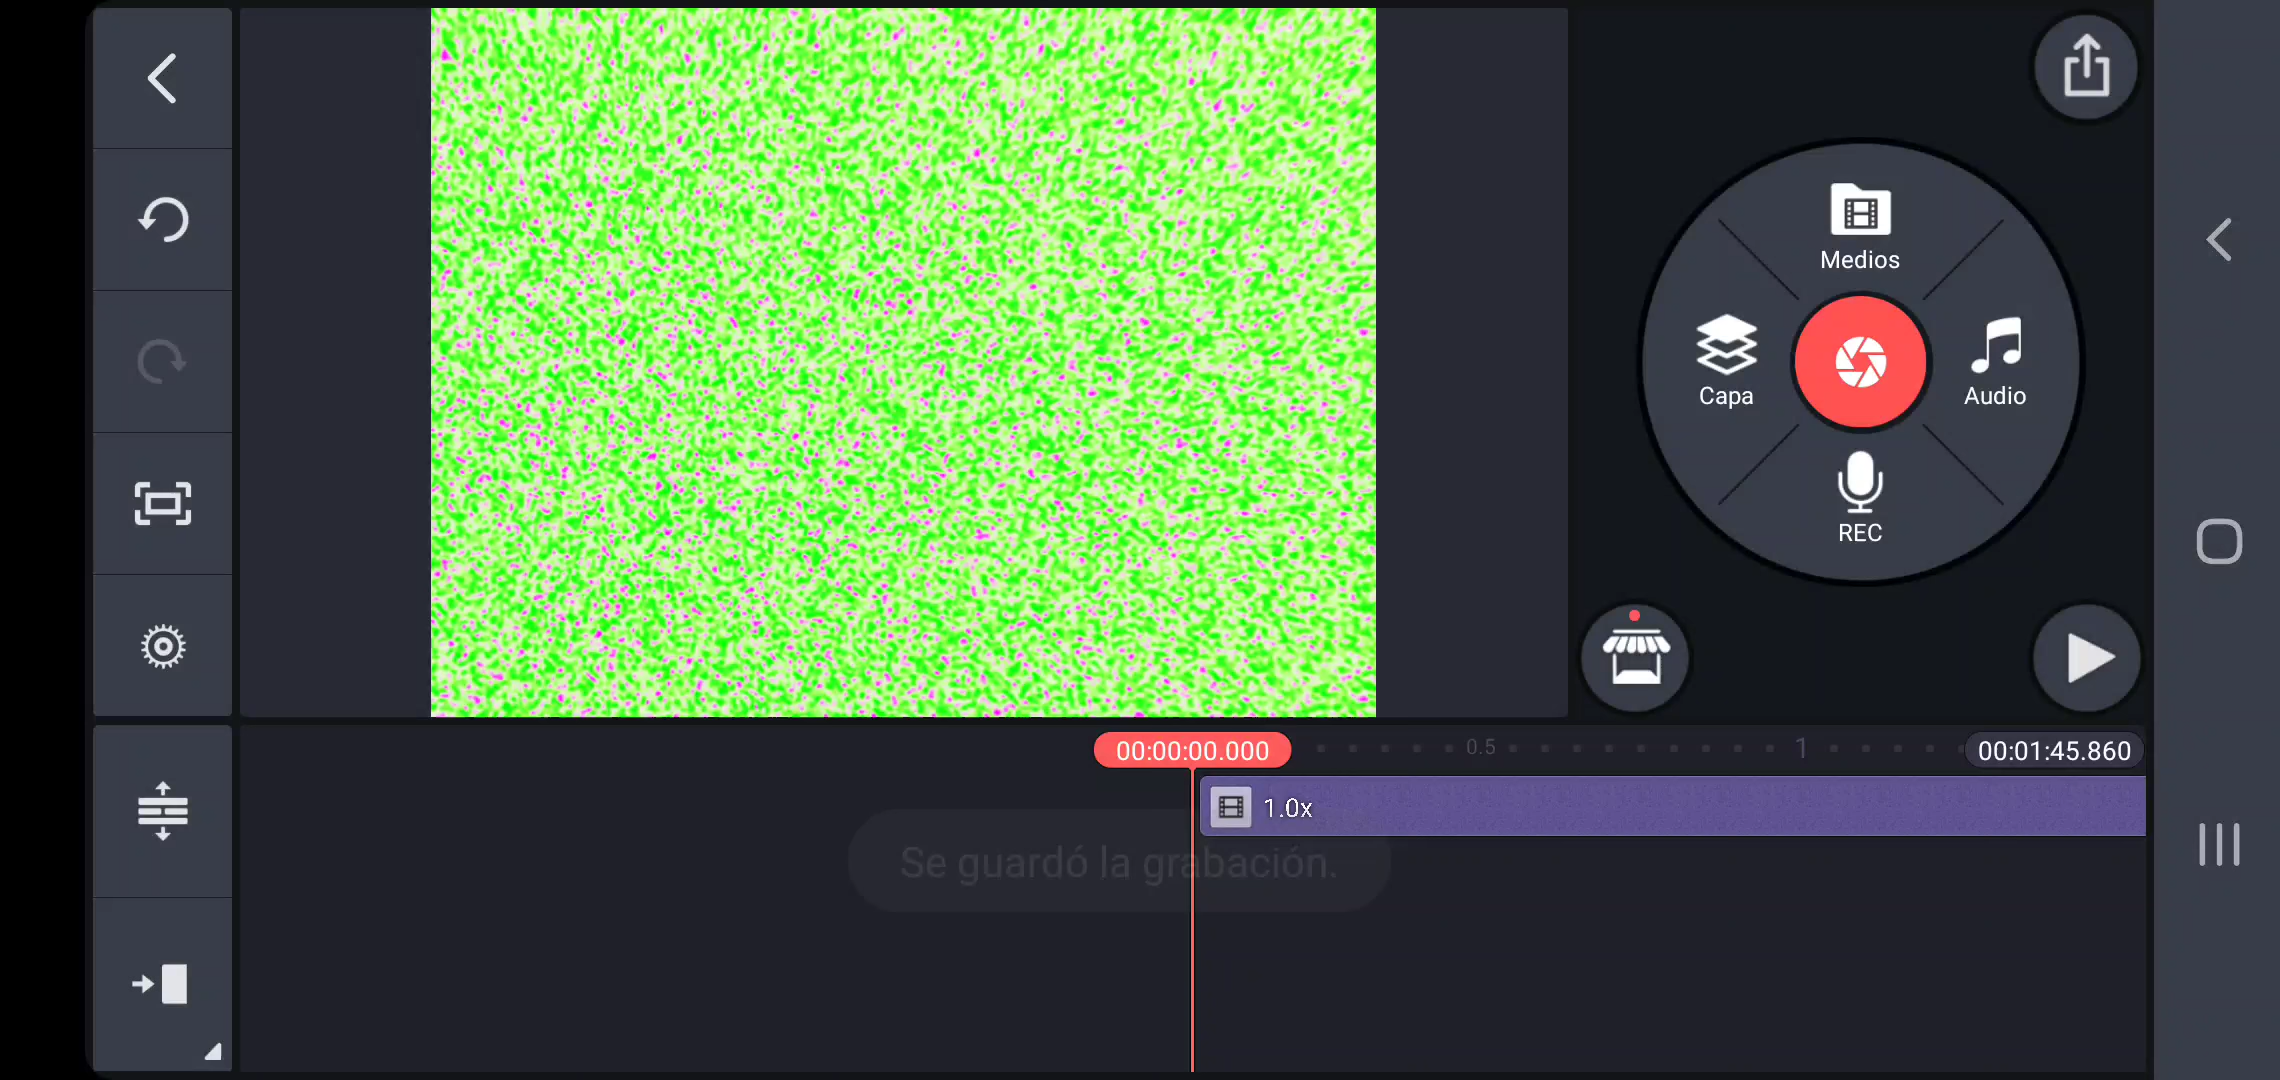 Medios
Capa
Audio
REC
00:00:00.000
0.5
1
00:01:45.860
1.0x
Se guardó la grabación.